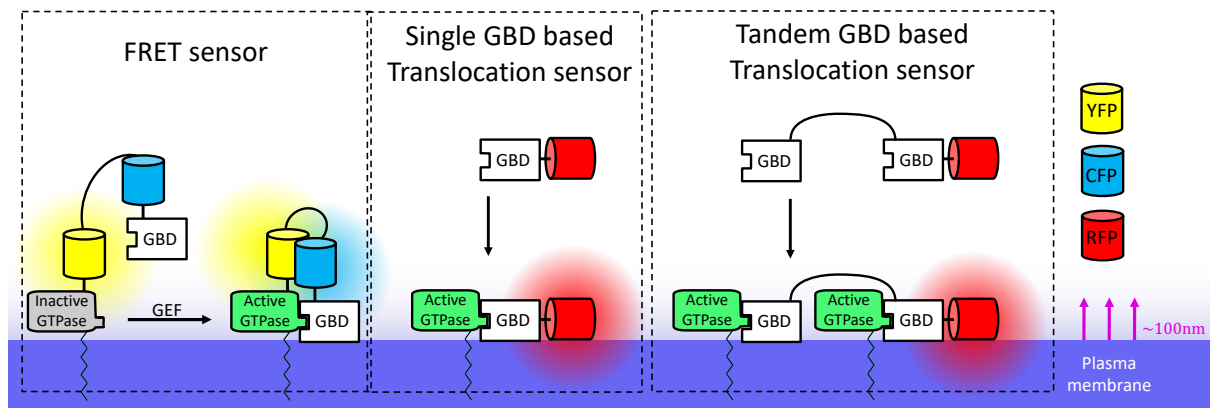 FRET sensor
GBD
Inactive
GTPase
GEF
Active
GTPase
GBD
Single GBD based
Translocation sensor
GBD
Active
GTPase
GBD
Tandem GBD based
Translocation sensor
GBD
GBD
Active
GTPase
GBD
Active
GTPase
GBD
YFP
CFP
RFP
~100nm
Plasma
membrane